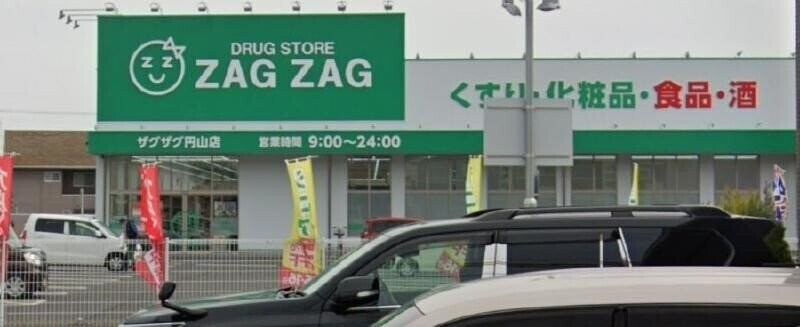 DRUG STORE
ZAG ZAG
くすり・化粧品・食品・酒
ザグザグ円山店 営業時間 9:00～24:00